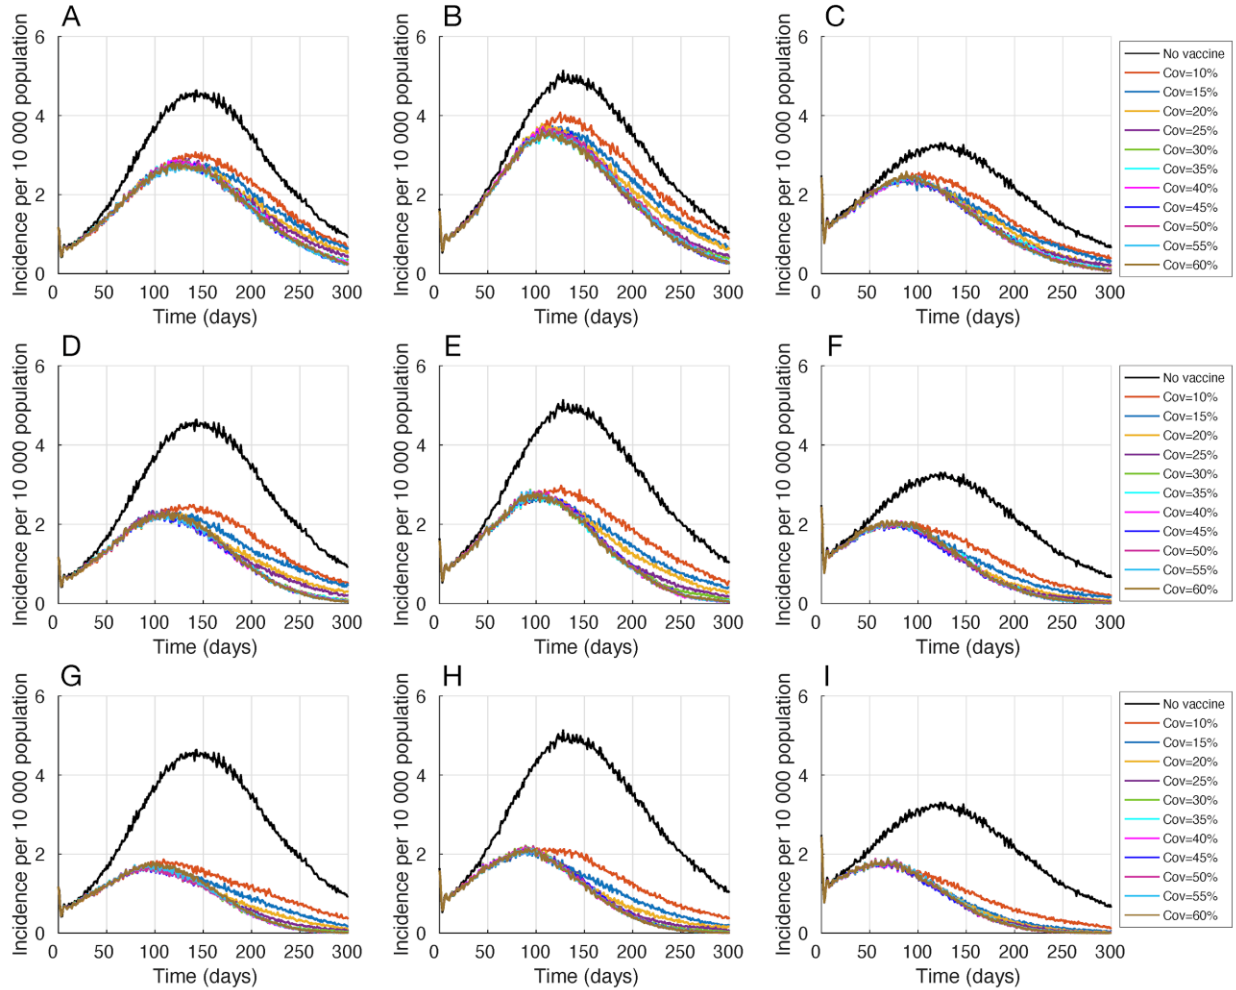 A
Incidence per 10 000 population
6
4
2
0
0 50 100 150 200 250 300
Time (days)
B
Incidence per 10 000 population
6
4
2
0
0 50 100 150 200 250 300
Time (days)
C
Incidence per 10 000 population
6
4
2
0
0 50 100 150 200 250 300
Time (days)
No vaccine
Cov=10%
Cov=15%
Cov=20%
Cov=25%
Cov=30%
Cov=35%
Cov=40%
Cov=45%
Cov=50%
Cov=55%
Cov=60%
D
Incidence per 10 000 population
6
4
2
0
0 50 100 150 200 250 300
Time (days)
E
Incidence per 10 000 population
6
4
2
0
0 50 100 150 200 250 300
Time (days)
F
Incidence per 10 000 population
6
4
2
0
0 50 100 150 200 250 300
Time (days)
No vaccine
Cov=10%
Cov=15%
Cov=20%
Cov=25%
Cov=30%
Cov=35%
Cov=40%
Cov=45%
Cov=50%
Cov=55%
Cov=60%
G
Incidence per 10 000 population
6
4
2
0
0 50 100 150 200 250 300
Time (days)
H
Incidence per 10 000 population
6
4
2
0
0 50 100 150 200 250 300
Time (days)
I
Incidence per 10 000 population
6
4
2
0
0 50 100 150 200 250 300
Time (days)
No vaccine
Cov=10%
Cov=15%
Cov=20%
Cov=25%
Cov=30%
Cov=35%
Cov=40%
Cov=45%
Cov=50%
Cov=55%
Cov=60%